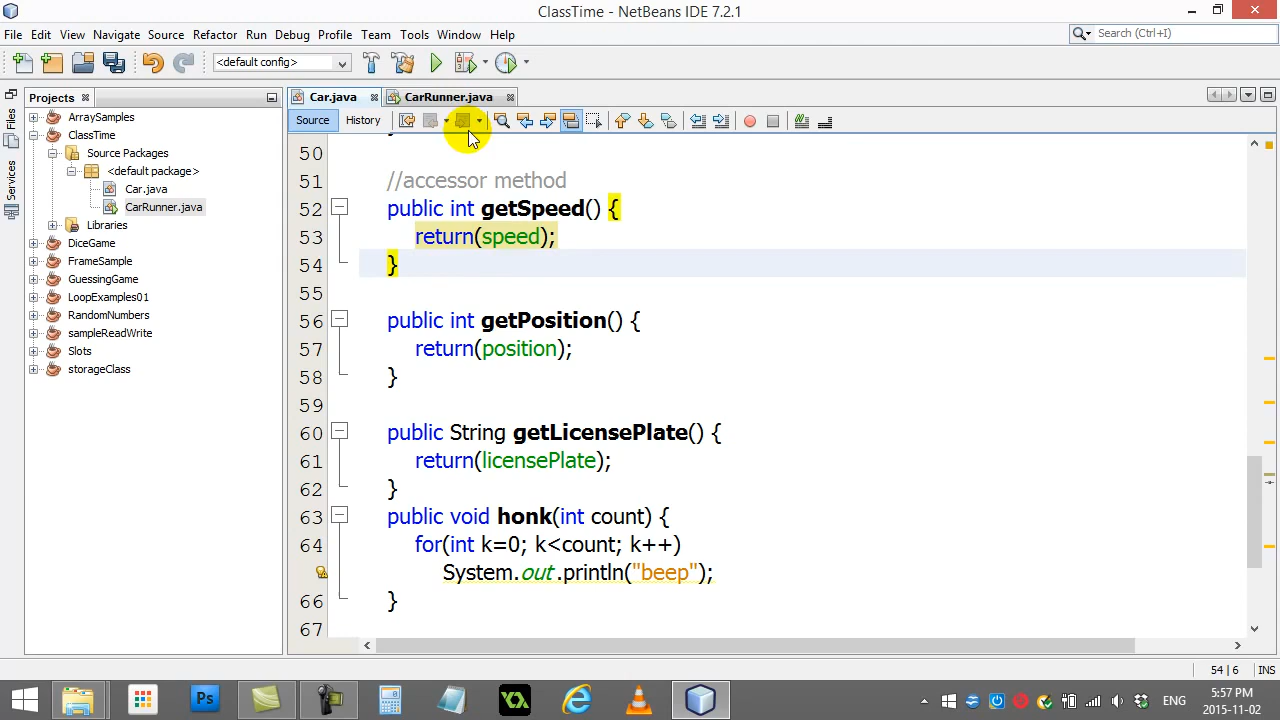 ClassTime - NetBeans IDE 7.2.1
File Edit View Navigate Source Refactor Run Debug Profile Team Tools Window Help
Search (Ctrl+I)
<default config>
Projects
Car.java
CarRunner.java
Source
History
Files
Services
ArraySamples
ClassTime
Source Packages
<default package>
Car.java
CarRunner.java
Libraries
DiceGame
FrameSample
GuessingGame
LoopExamples01
RandomNumbers
sampleReadWrite
Slots
storageClass
50 }
51 //accessor method
52 public int getSpeed() {
53 return(speed);
54 }
55
56 public int getPosition() {
57 return(position);
58 }
59
60 public String getLicensePlate() {
61 return(licensePlate);
62 }
63 public void honk(int count) {
64 for(int k=0; k<count; k++)
System.out.println("beep");
66 }
67
54 | 6 INS
Ps
ENG
5:57 PM
2015-11-02